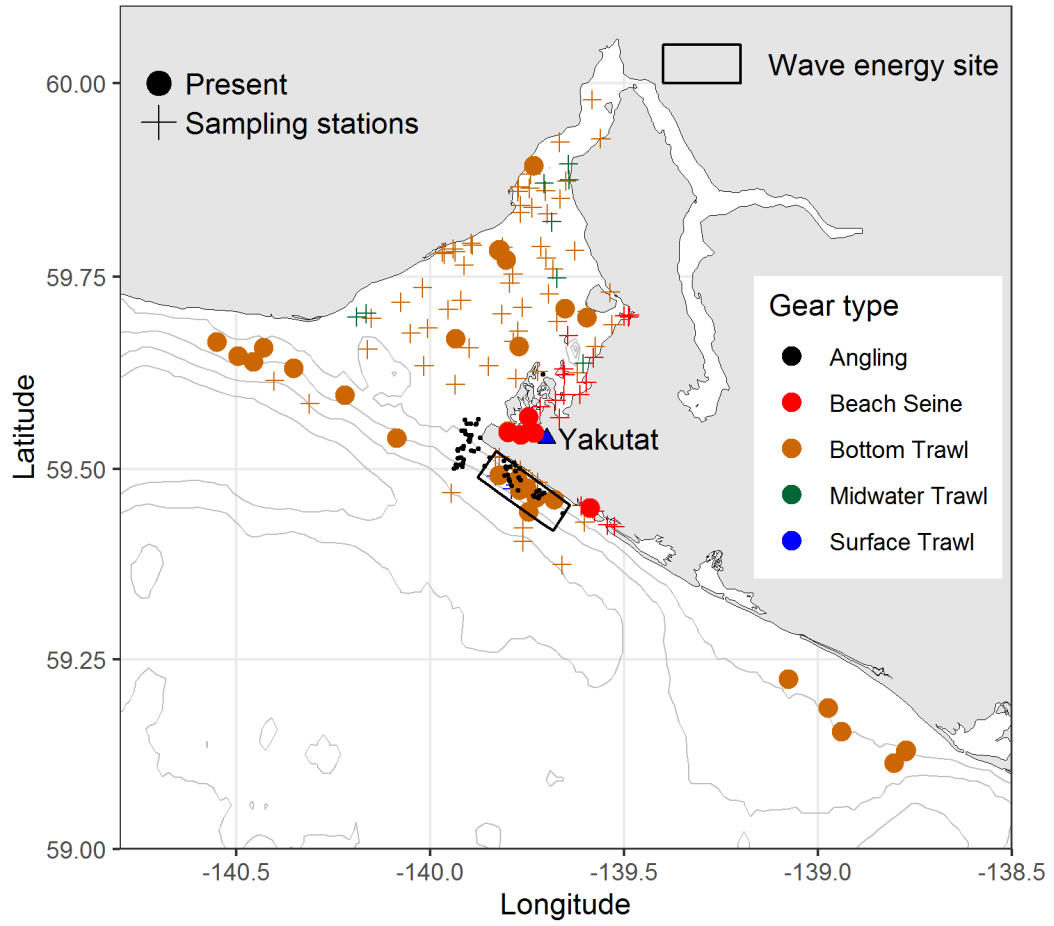 60.00
59.75
59.50
59.25
59.00
Latitude
Present
Sampling stations
Wave energy site
Yakutat
Gear type
Angling
Beach Seine
Bottom Trawl
Midwater Trawl
Surface Trawl
-140.5
-140.0
-139.5
-139.0
-138.5
Longitude